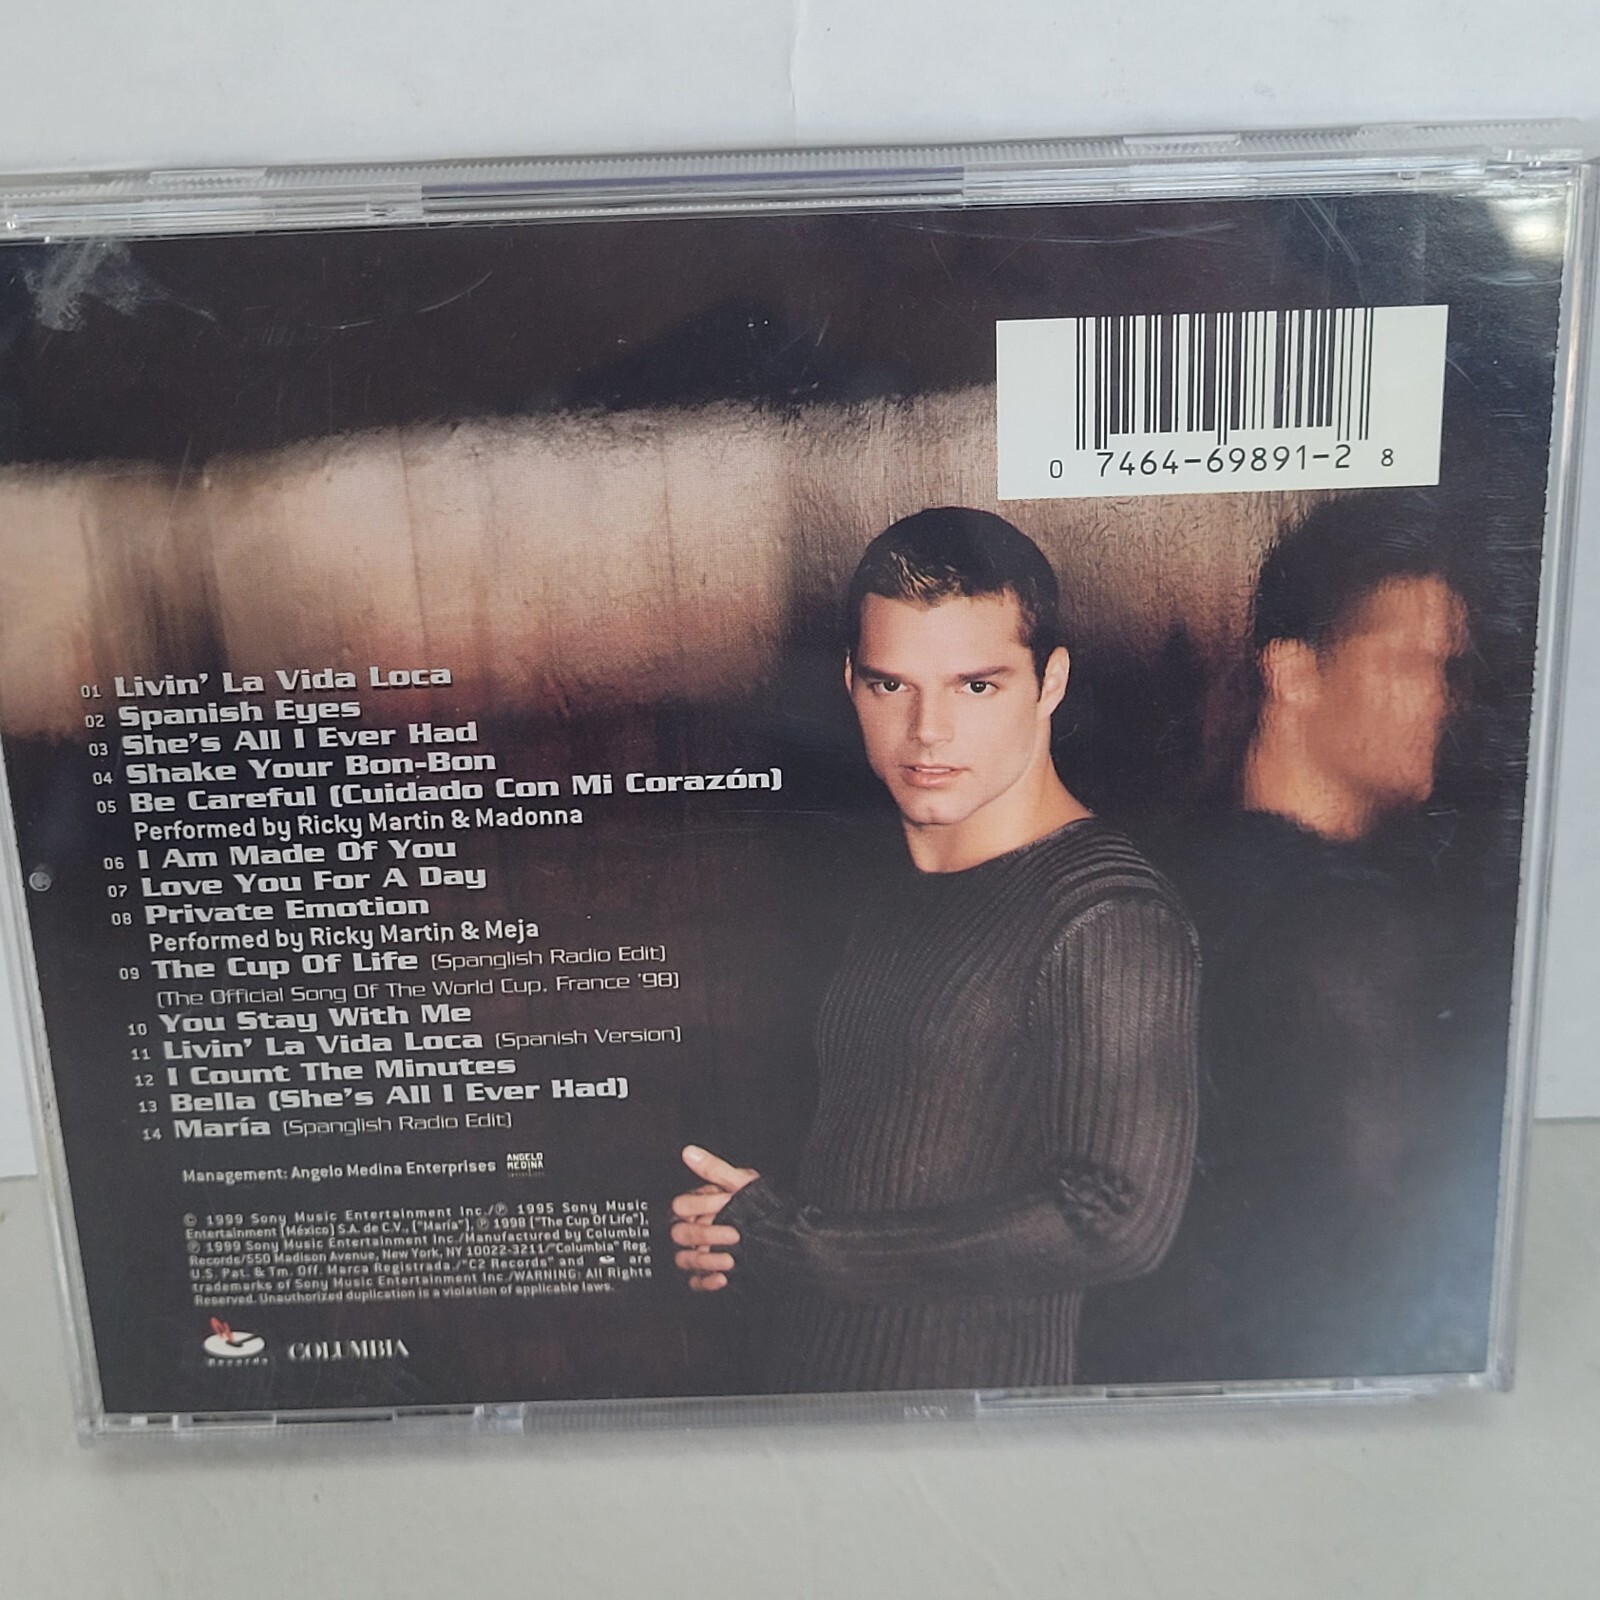 0 7464-69891-2 8
01 Livin' La Vida Loca
02 Spanish Eyes
03 She's All I Ever Had
04 Shake Your Bon-Bon
05 Be Careful (Cuidado Con Mi Corazón)
Performed by Ricky Martin & Madonna
06 I Am Made Of You
07 Love You For A Day
08 Private Emotion
Performed by Ricky Martin & Meja
09 The Cup Of Life (Spanglish Radio Edit)
(The Official Song Of The World Cup, France '98)
10 You Stay With Me
11 Livin' La Vida Loca (Spanish Version)
12 I Count The Minutes
13 Bella (She's All I Ever Had)
14 María (Spanglish Radio Edit)
Management: Angelo Medina Enterprises ANGELO
MEDINA
© 1999 Sony Music Entertainment Inc./℗ 1995 Sony Music
Entertainment (México) S.A. de C.V., ("María"), ℗ 1998 ("The Cup Of Life"),
℗ 1999 Sony Music Entertainment Inc./Manufactured by Columbia
Records/550 Madison Avenue, New York, NY 10022-3211/"Columbia" Reg.
U.S. Pat. & Tm. Off. Marca Registrada./"C2 Records" and are
trademarks of Sony Music Entertainment Inc./WARNING: All Rights
Reserved. Unauthorized duplication is a violation of applicable laws.
Records COLUMBIA